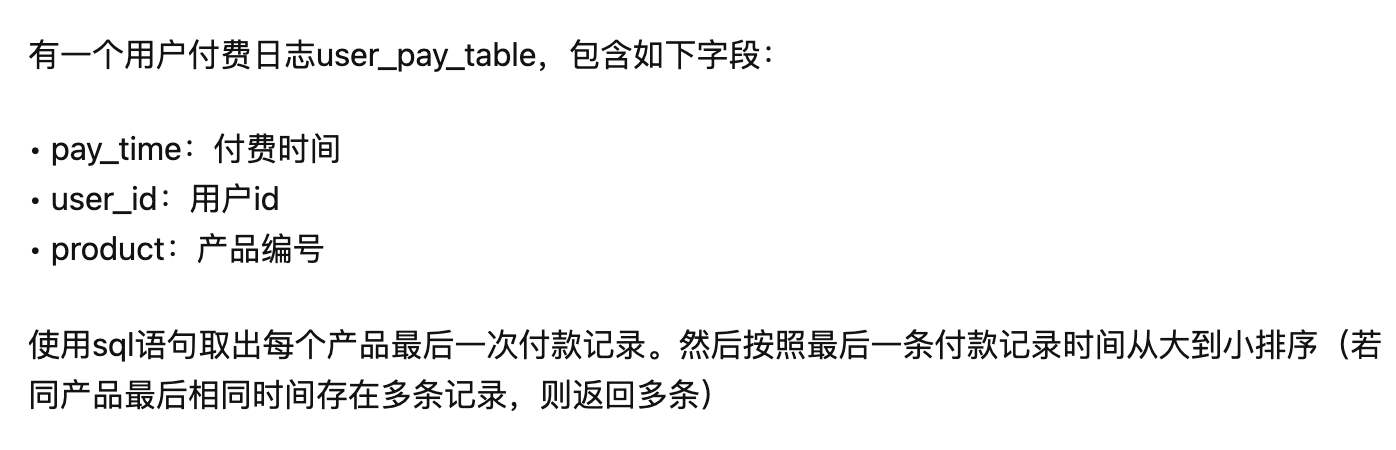 有一个用户付费日志user_pay_table，包含如下字段：
• pay_time：付费时间
• user_id：用户id
• product：产品编号
使用sql语句取出每个产品最后一次付款记录。然后按照最后一条付款记录时间从大到小排序（若
同产品最后相同时间存在多条记录，则返回多条）